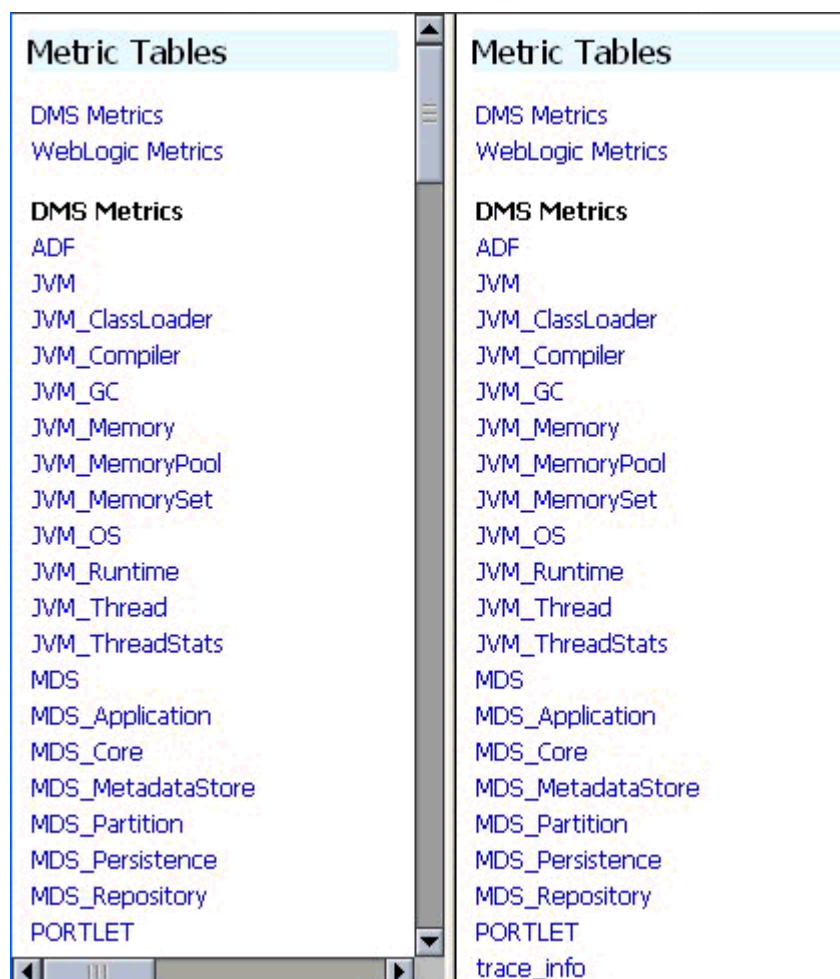 Metric Tables
DMS Metrics
WebLogic Metrics
DMS Metrics
ADF
JVM
JVM_ClassLoader
JVM_Compiler
JVM_GC
JVM_Memory
JVM_MemoryPool
JVM_MemorySet
JVM_OS
JVM_Runtime
JVM_Thread
JVM_ThreadStats
MDS
MDS_Application
MDS_Core
MDS_MetadataStore
MDS_Partition
MDS_Persistence
MDS_Repository
PORTLET
Metric Tables
DMS Metrics
WebLogic Metrics
DMS Metrics
ADF
JVM
JVM_ClassLoader
JVM_Compiler
JVM_GC
JVM_Memory
JVM_MemoryPool
JVM_MemorySet
JVM_OS
JVM_Runtime
JVM_Thread
JVM_ThreadStats
MDS
MDS_Application
MDS_Core
MDS_MetadataStore
MDS_Partition
MDS_Persistence
MDS_Repository
PORTLET
trace_info